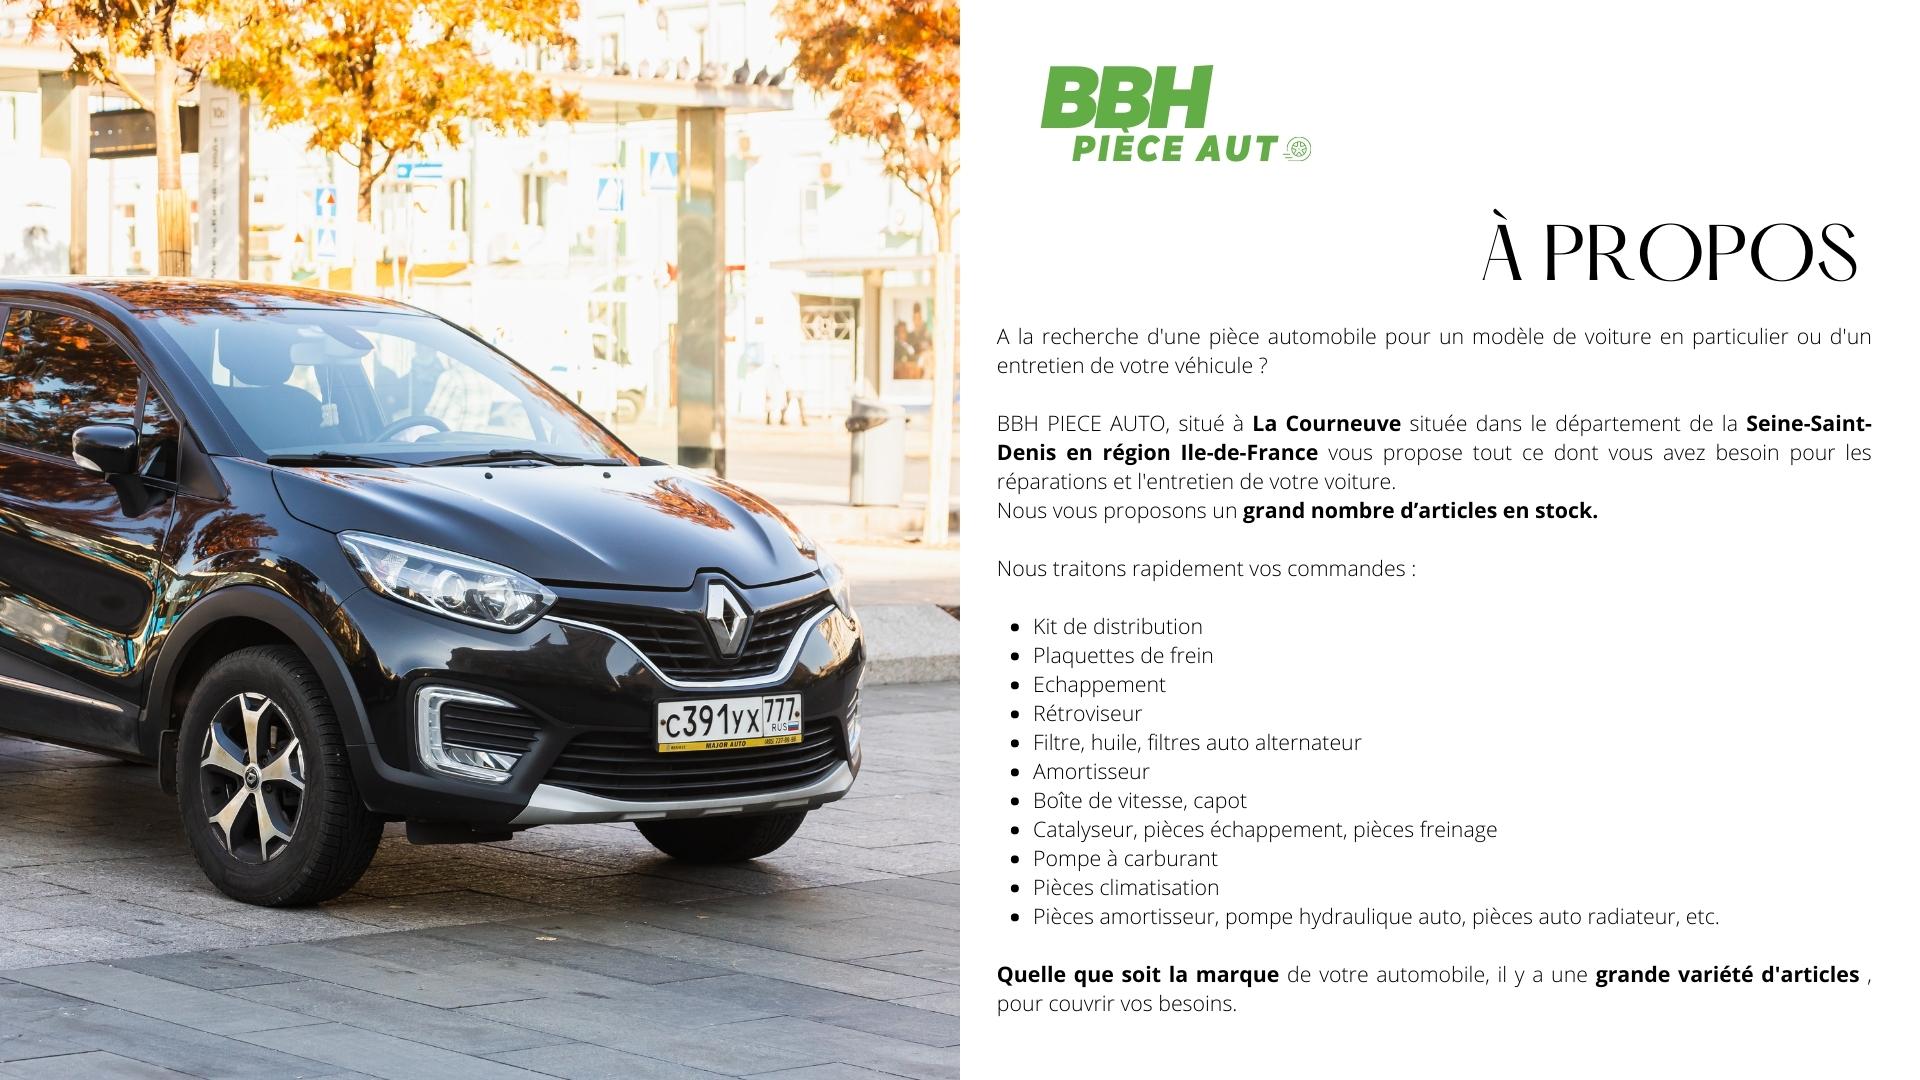 BBH
PIÈCE AUTO
À PROPOS
A la recherche d'une pièce automobile pour un modèle de voiture en particulier ou d'un
entretien de votre véhicule ?
BBH PIECE AUTO, situé à La Courneuve située dans le département de la Seine-Saint-
Denis en région Ile-de-France vous propose tout ce dont vous avez besoin pour les
réparations et l'entretien de votre voiture.
Nous vous proposons un grand nombre d’articles en stock.
Nous traitons rapidement vos commandes :
Kit de distribution
Plaquettes de frein
Echappement
Rétroviseur
Filtre, huile, filtres auto alternateur
Amortisseur
Boîte de vitesse, capot
Catalyseur, pièces échappement, pièces freinage
Pompe à carburant
Pièces climatisation
Pièces amortisseur, pompe hydraulique auto, pièces auto radiateur, etc.
Quelle que soit la marque de votre automobile, il y a une grande variété d'articles ,
pour couvrir vos besoins.
с391ух 777
RUS
MAJOR AUTO